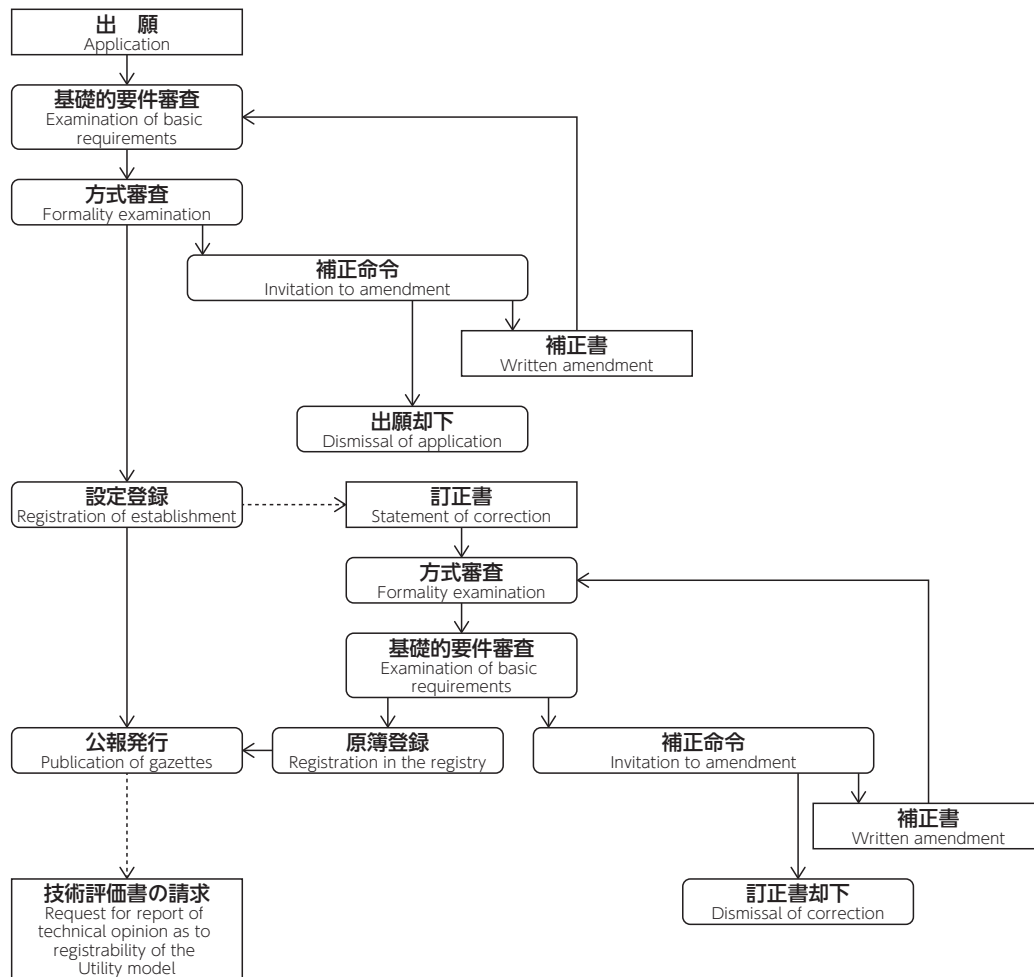 出　願
Application
基礎的要件審査
Examination of basic
requirements
方式審査
Formality examination
補正命令
Invitation to amendment
補正書
Written amendment
出願却下
Dismissal of application
設定登録
Registration of establishment
訂正書
Statement of correction
方式審査
Formality examination
基礎的要件審査
Examination of basic
requirements
公報発行
Publication of gazettes
原簿登録
Registration in the registry
補正命令
Invitation to amendment
補正書
Written amendment
技術評価書の請求
Request for report of
technical opinion as to
registrability of the
Utility model
訂正書却下
Dismissal of correction